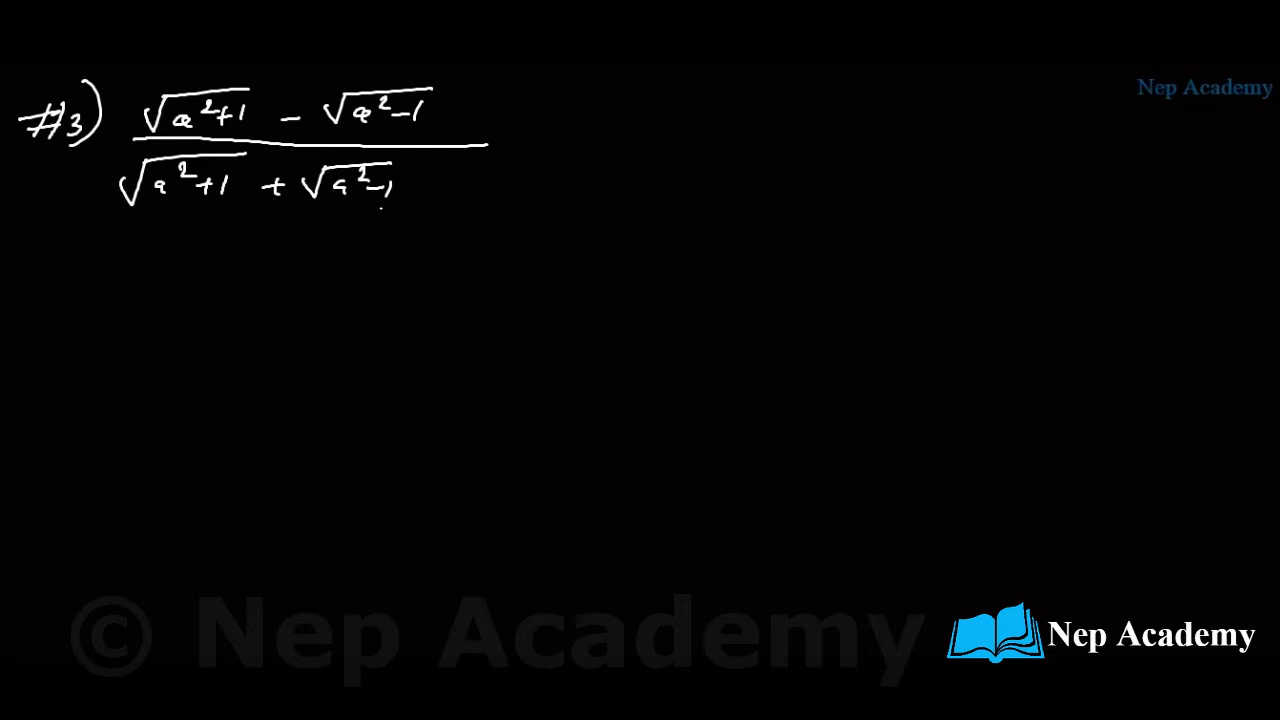 #3) √(a²+1) - √(a²-1)
√(a²+1) + √(a²-1)
Nep Academy
© Nep Academy
Nep Academy